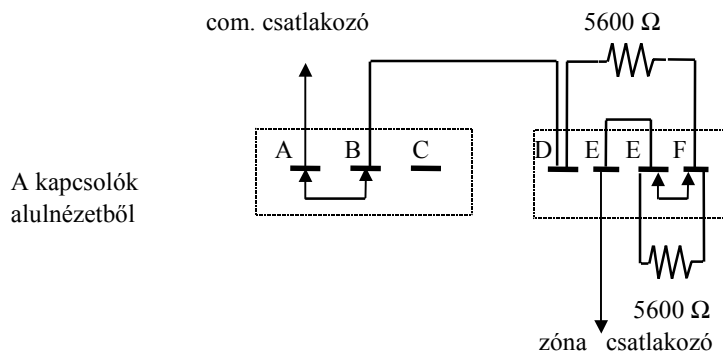 com. csatlakozó
5600 Ω
A B C D E E F
A kapcsolók
alulnézetből
5600 Ω
zóna csatlakozó